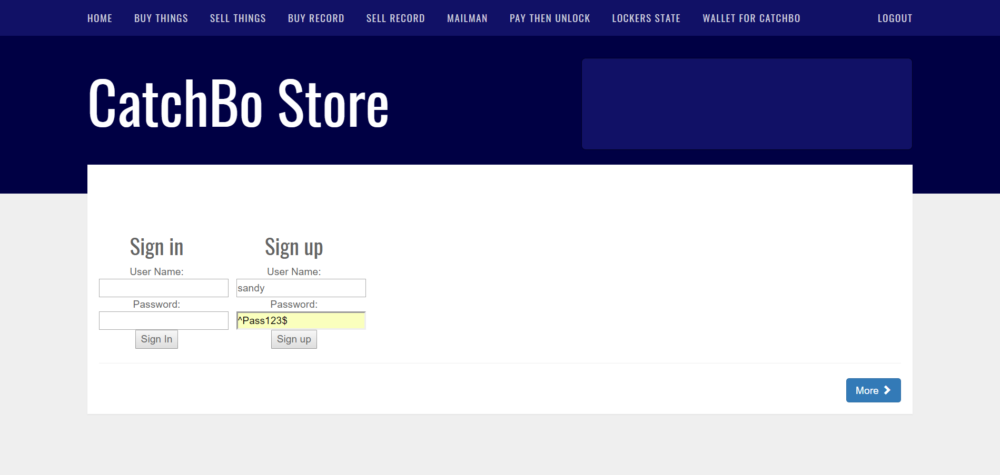 HOME BUY THINGS SELL THINGS BUY RECORD SELL RECORD MAILMAN PAY THEN UNLOCK LOCKERS STATE WALLET FOR CATCHBO LOGOUT
CatchBo Store
Sign in
User Name:
Password:
Sign In
Sign up
User Name:
sandy
Password:
^Pass123$
Sign up
More